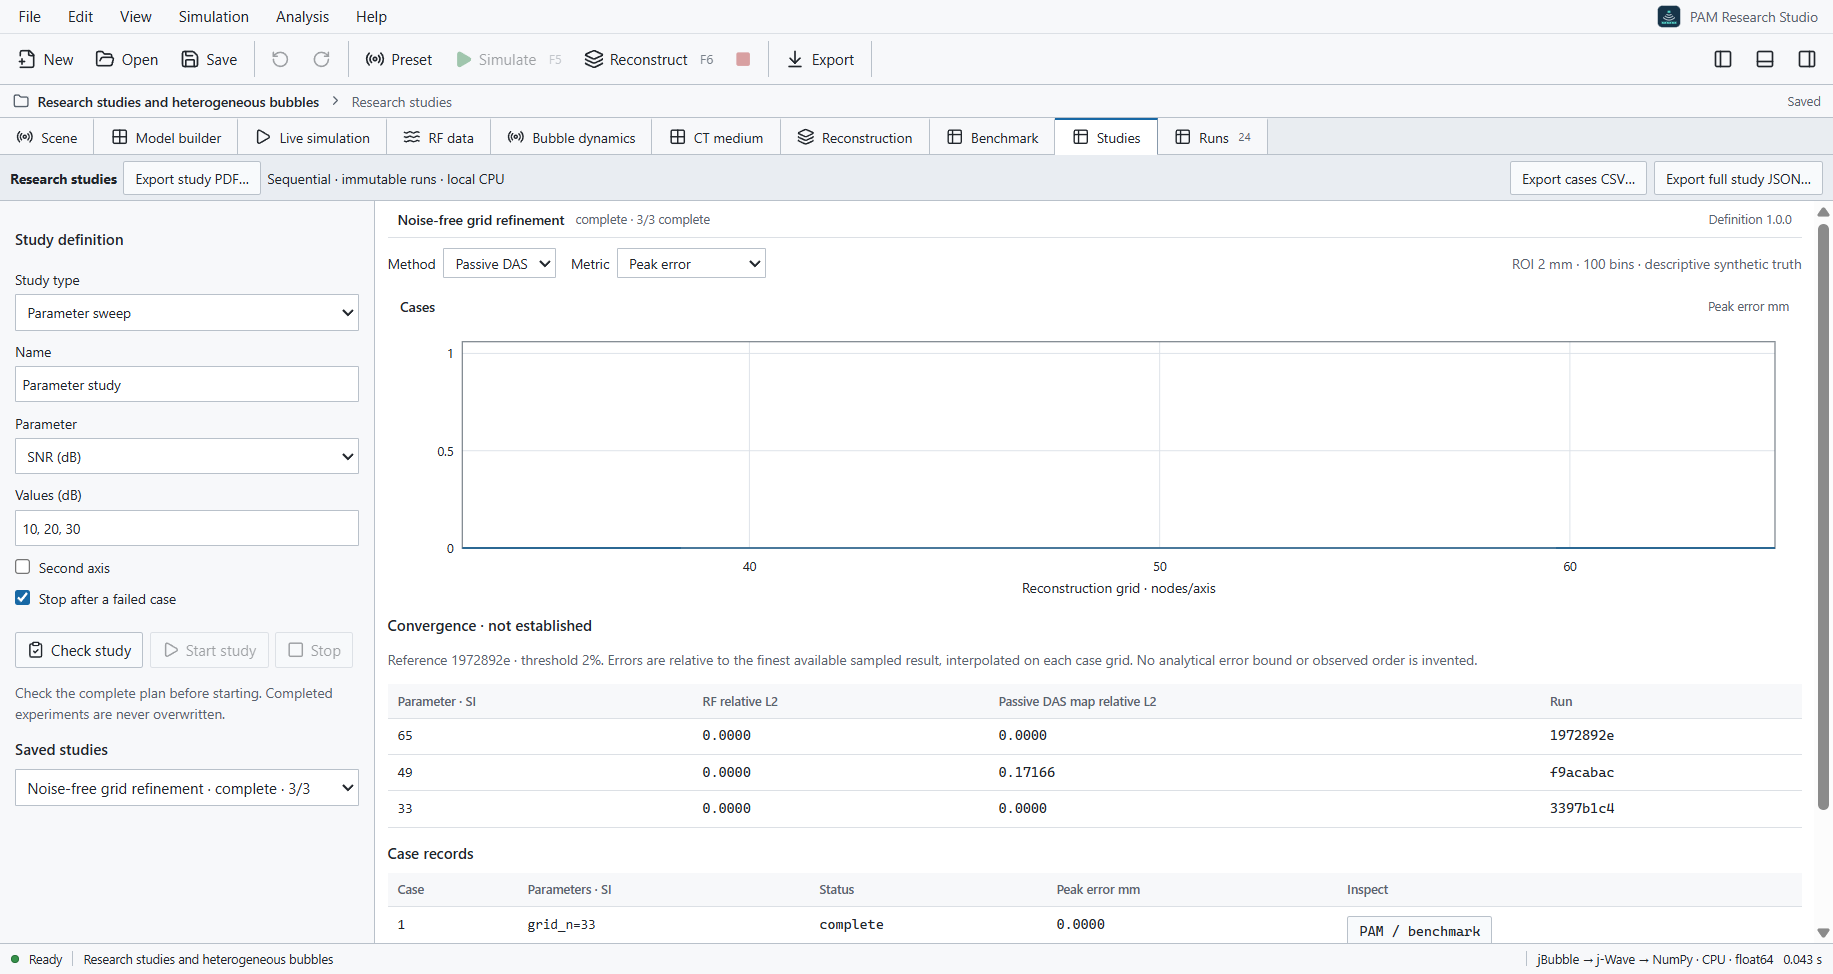 File Edit View Simulation Analysis Help PAM Research Studio
New Open Save Preset Simulate F5 Reconstruct F6 Export
Research studies and heterogeneous bubbles > Research studies Saved
Scene Model builder Live simulation RF data Bubble dynamics CT medium Reconstruction Benchmark Studies Runs 24
Research studies Export study PDF... Sequential · immutable runs · local CPU Export cases CSV... Export full study JSON...
Study definition
Study type
Parameter sweep
Name
Parameter study
Parameter
SNR (dB)
Values (dB)
10, 20, 30
Second axis
Stop after a failed case
Check study Start study Stop
Check the complete plan before starting. Completed
experiments are never overwritten.
Saved studies
Noise-free grid refinement · complete · 3/3
Noise-free grid refinement complete · 3/3 complete Definition 1.0.0
Method Passive DAS Metric Peak error ROI 2 mm · 100 bins · descriptive synthetic truth
Cases Peak error mm
1
0.5
0
40 50 60
Reconstruction grid · nodes/axis
Convergence · not established
Reference 1972892e · threshold 2%. Errors are relative to the finest available sampled result, interpolated on each case grid. No analytical error bound or observed order is invented.
Parameter · SI RF relative L2 Passive DAS map relative L2 Run
65 0.0000 0.0000 1972892e
49 0.0000 0.17166 f9acabac
33 0.0000 0.0000 3397b1c4
Case records
Case Parameters · SI Status Peak error mm Inspect
1 grid_n=33 complete 0.0000 PAM / benchmark
Ready Research studies and heterogeneous bubbles jBubble → j-Wave → NumPy · CPU · float64 0.043 s